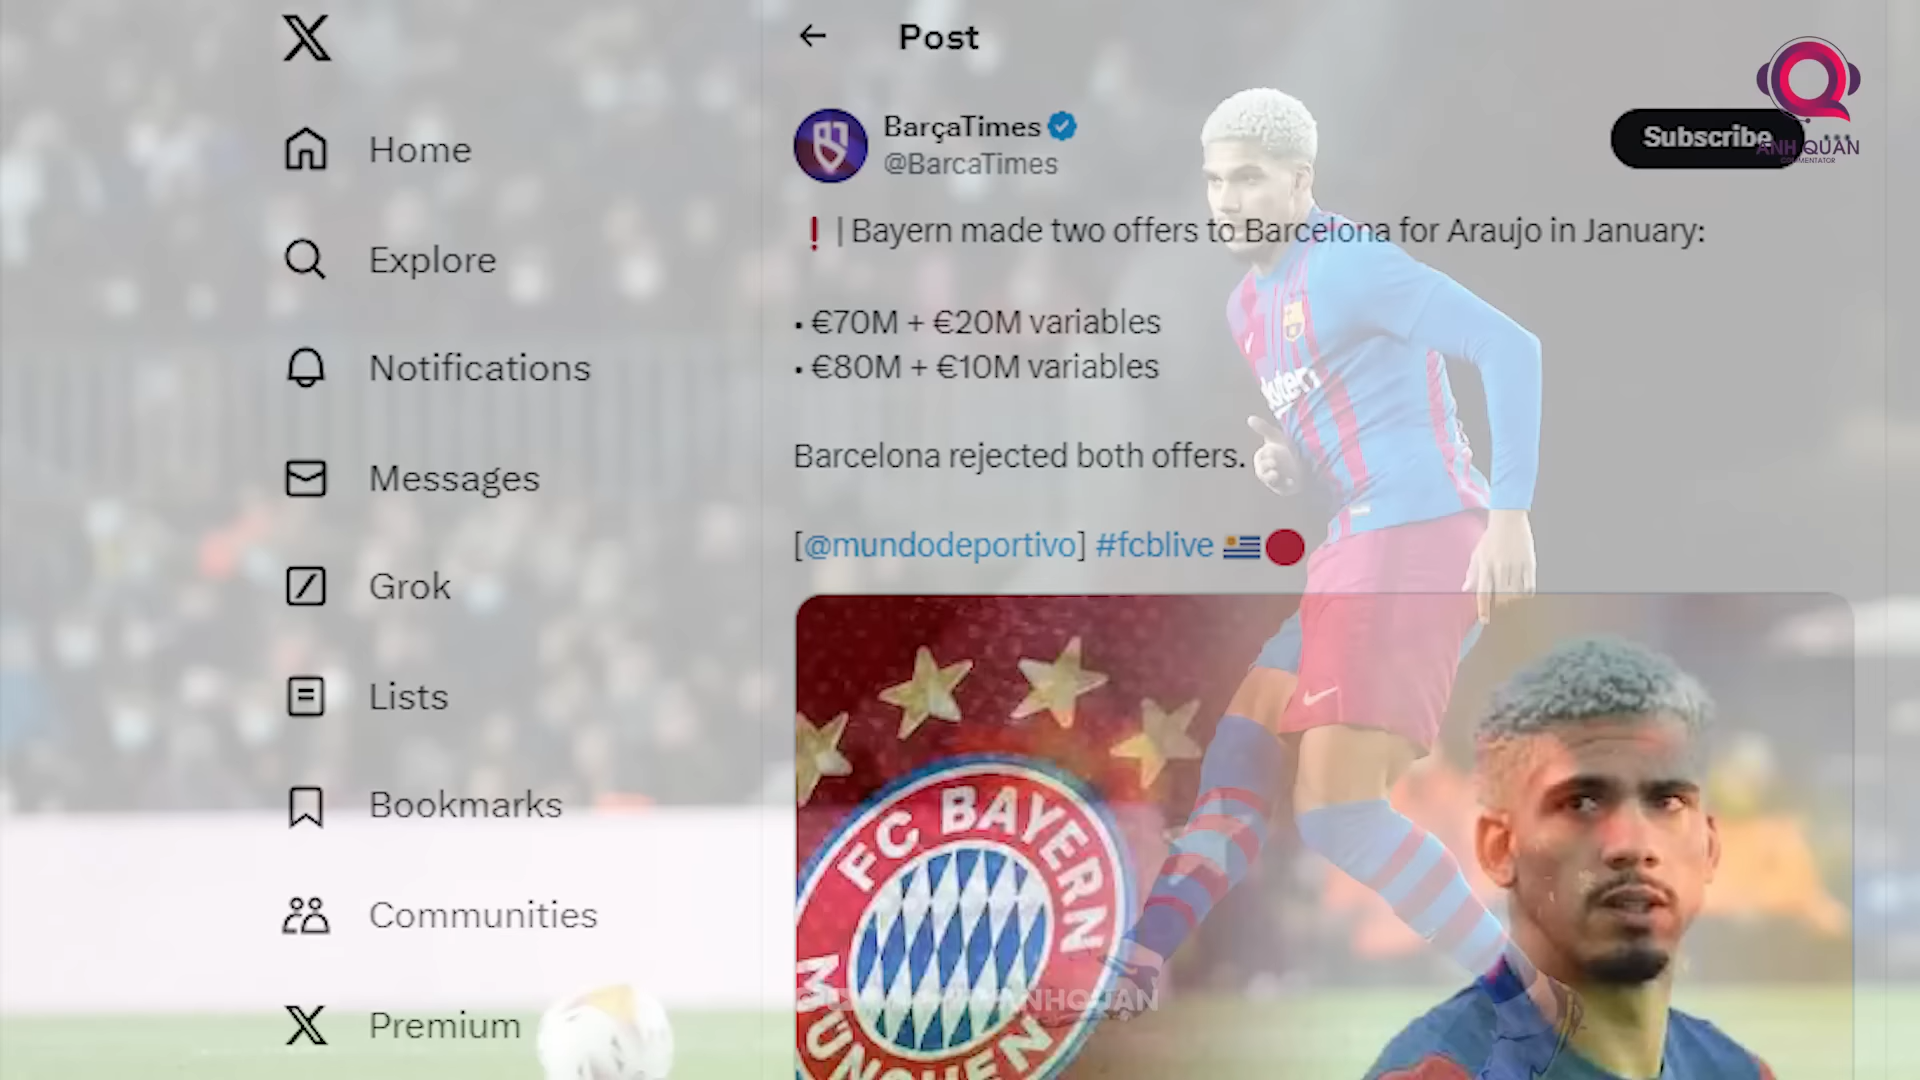 Post
Home
Explore
Notifications
Messages
Grok
Lists
Bookmarks
Communities
Premium
BarçaTimes
@BarcaTimes
Subscribe
ANH QUÂN
COMMENTATOR
❗ | Bayern made two offers to Barcelona for Araujo in January:
• €70M + €20M variables
• €80M + €10M variables
Barcelona rejected both offers.
[@mundodeportivo] #fcblive 🇺🇾🔴
FC BAYERN
MÜNCHEN